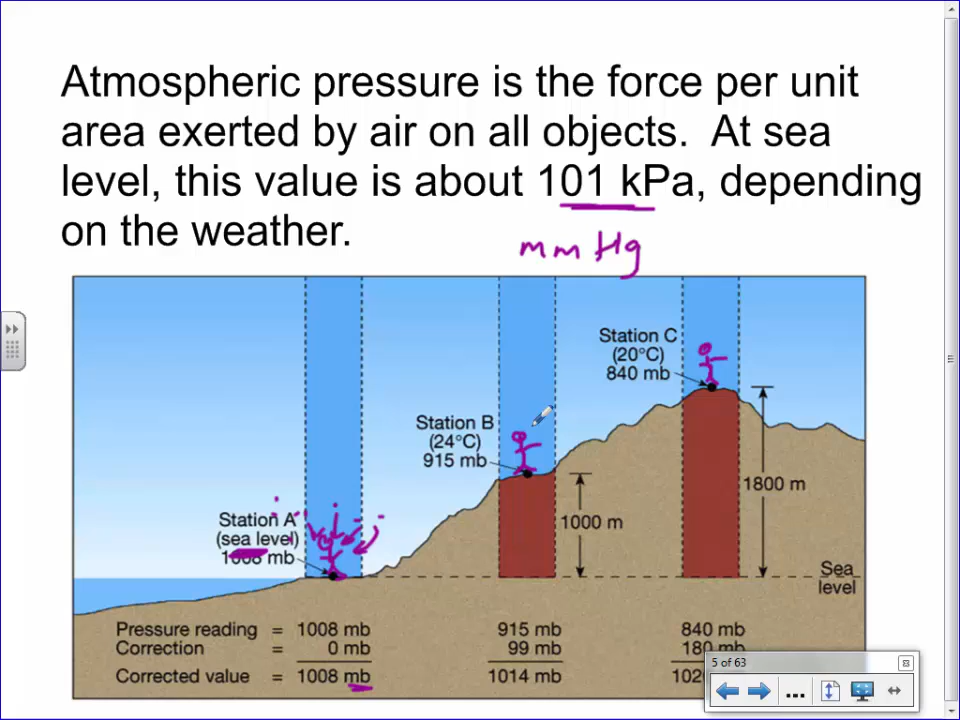 Atmospheric pressure is the force per unit
area exerted by air on all objects.  At sea
level, this value is about 101 kPa, depending
on the weather.
mm Hg
Station C
(20°C)
840 mb
Station B
(24°C)
915 mb
1800 m
Station A
(sea level)
1008 mb
1000 m
Sea
level
Pressure reading = 1008 mb 915 mb 840 mb
Correction = 0 mb 99 mb 180 mb
Corrected value = 1008 mb 1014 mb
5 of 63
...